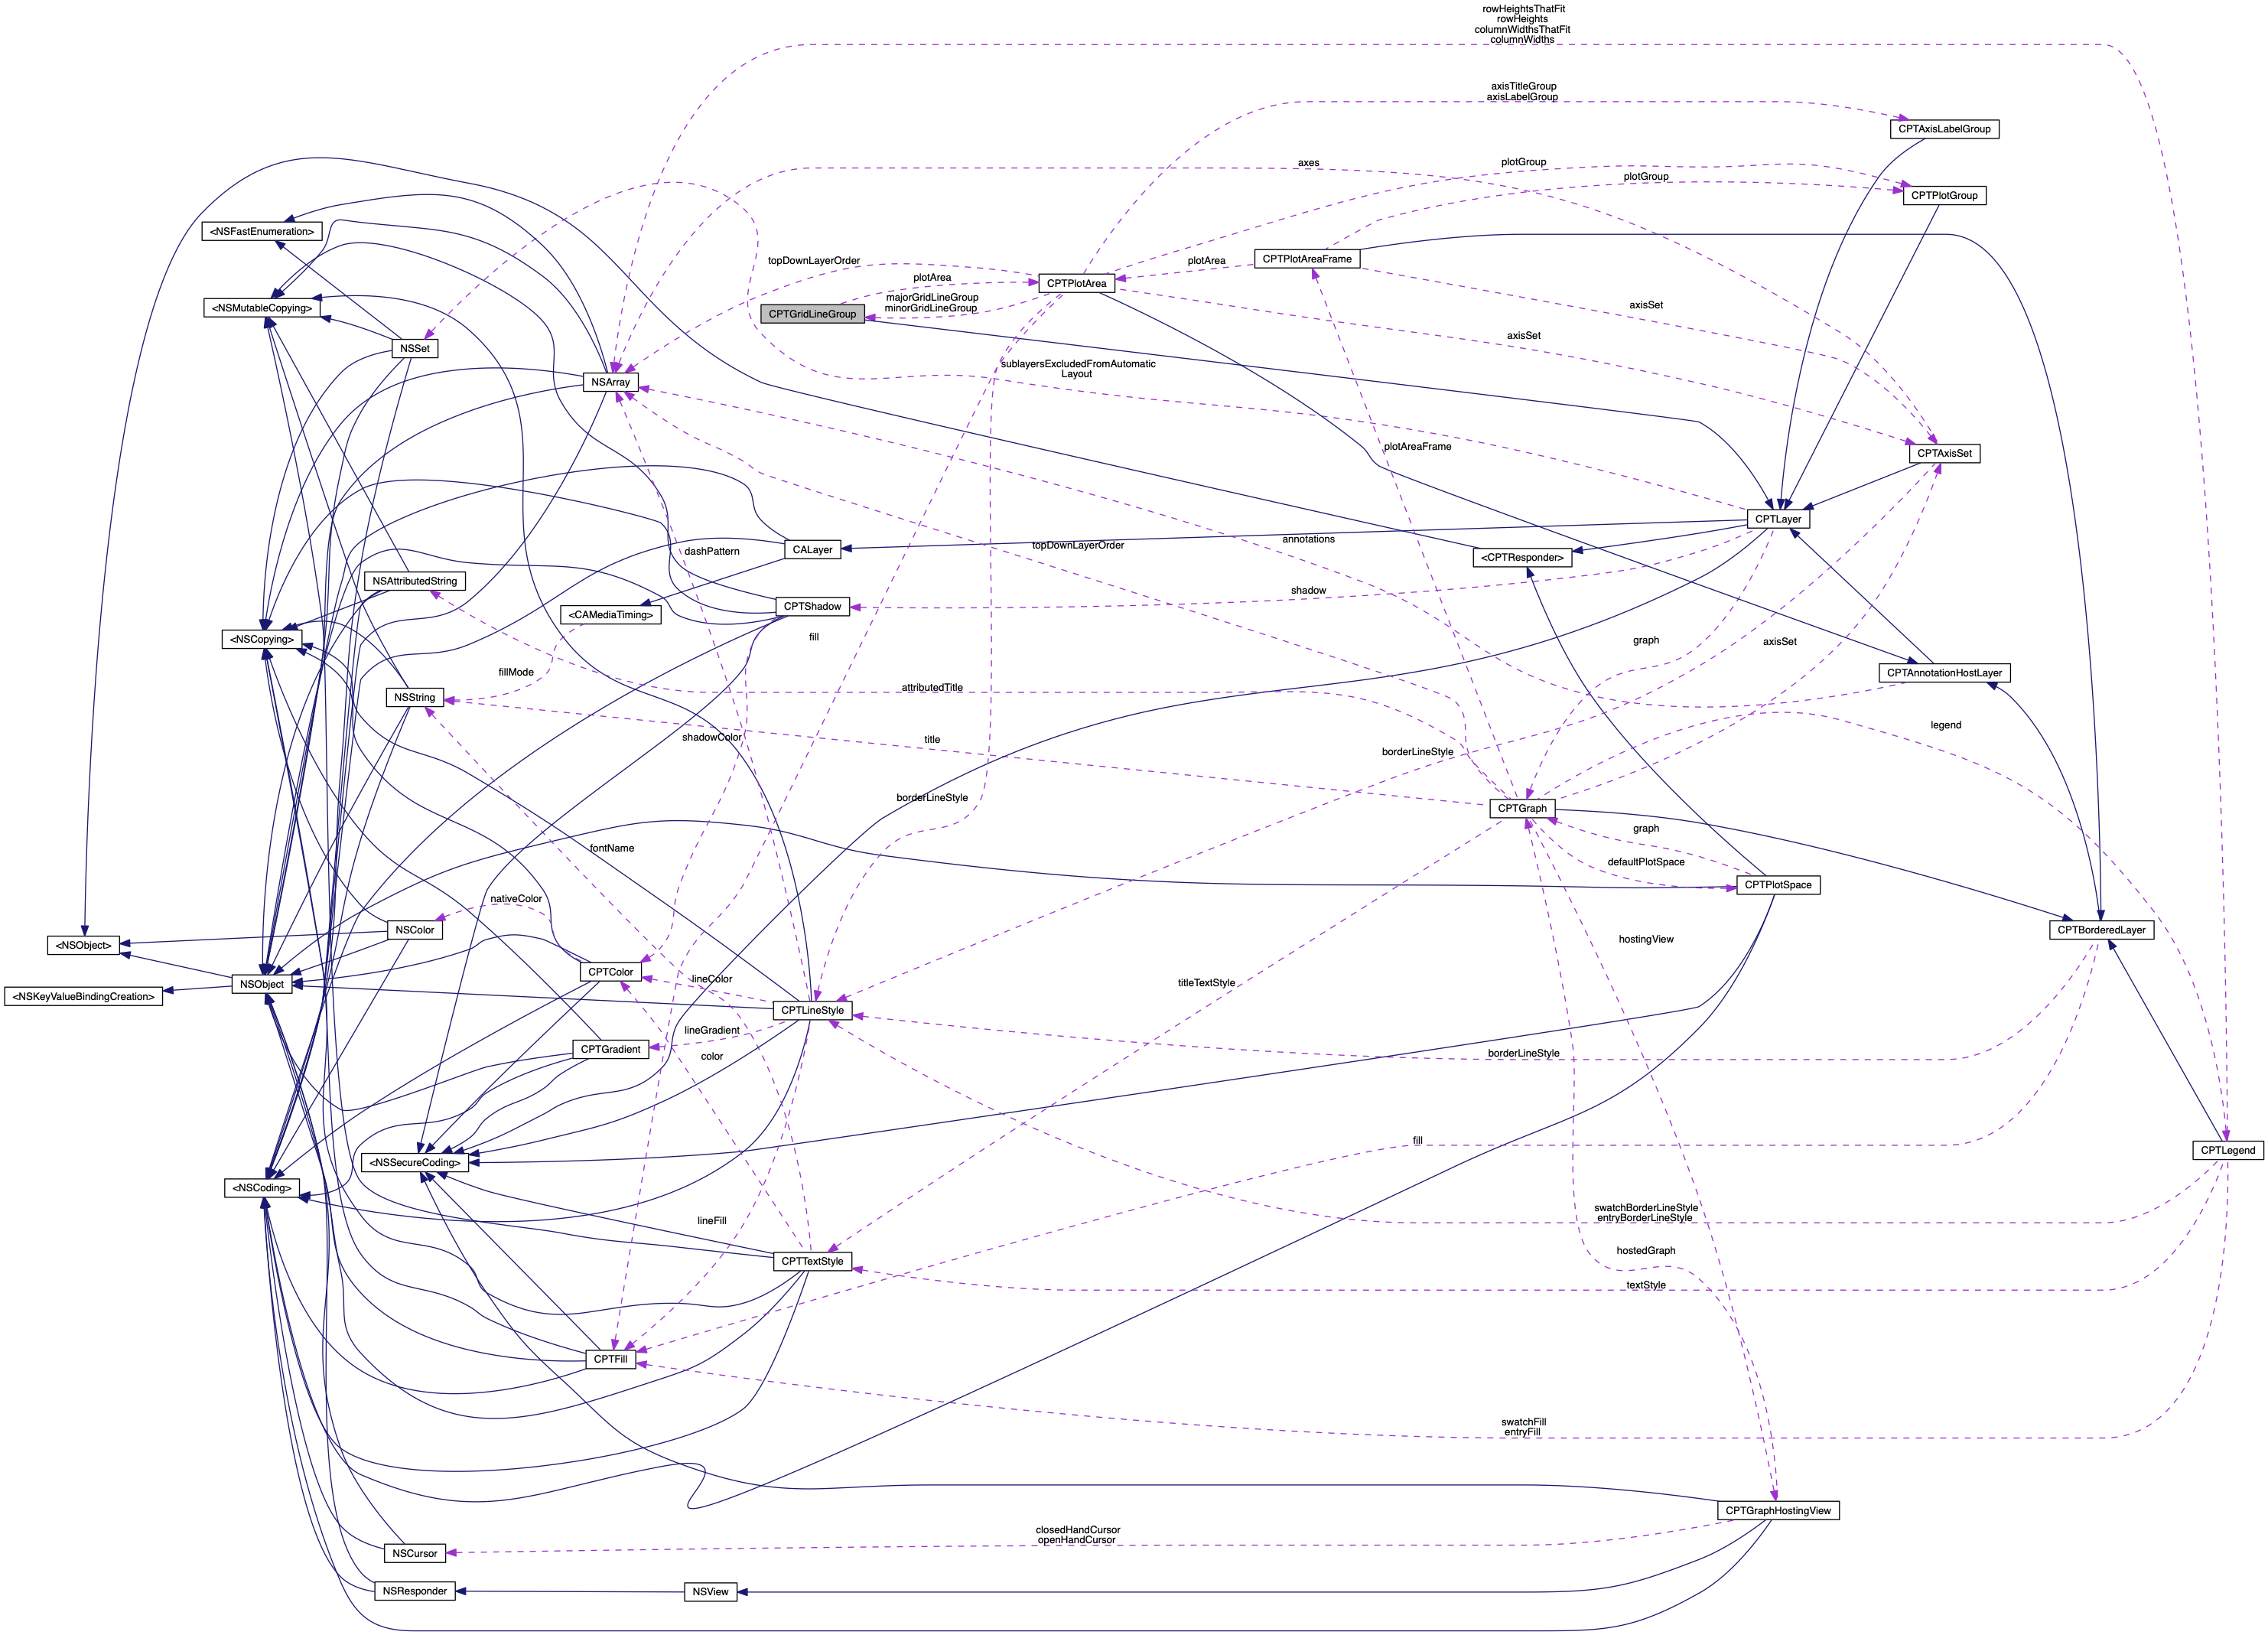 rowHeightsThatFit
rowHeights
columnWidthsThatFit
columnWidths
axisTitleGroup
axisLabelGroup
CPTAxisLabelGroup
plotGroup
axes
plotGroup
CPTPlotGroup
<NSFastEnumeration>
topDownLayerOrder
plotArea
CPTPlotAreaFrame
plotArea
CPTPlotArea
majorGridLineGroup
minorGridLineGroup
<NSMutableCopying>
CPTGridLineGroup
axisSet
axisSet
NSSet
sublayersExcludedFromAutomatic
Layout
NSArray
plotAreaFrame
CPTAxisSet
CPTLayer
annotations
topDownLayerOrder
dashPattern
CALayer
<CPTResponder>
NSAttributedString
shadow
CPTShadow
<CAMediaTiming>
<NSCopying>
fill
graph
axisSet
fillMode
CPTAnnotationHostLayer
attributedTitle
NSString
legend
shadowColor
title
borderLineStyle
borderLineStyle
CPTGraph
graph
fontName
defaultPlotSpace
CPTPlotSpace
nativeColor
NSColor
CPTBorderedLayer
hostingView
<NSObject>
CPTColor
lineColor
titleTextStyle
NSObject
<NSKeyValueBindingCreation>
CPTLineStyle
lineGradient
CPTGradient
color
borderLineStyle
fill
CPTLegend
<NSSecureCoding>
<NSCoding>
swatchBorderLineStyle
entryBorderLineStyle
lineFill
hostedGraph
CPTTextStyle
textStyle
CPTFill
swatchFill
entryFill
CPTGraphHostingView
closedHandCursor
openHandCursor
NSCursor
NSResponder
NSView